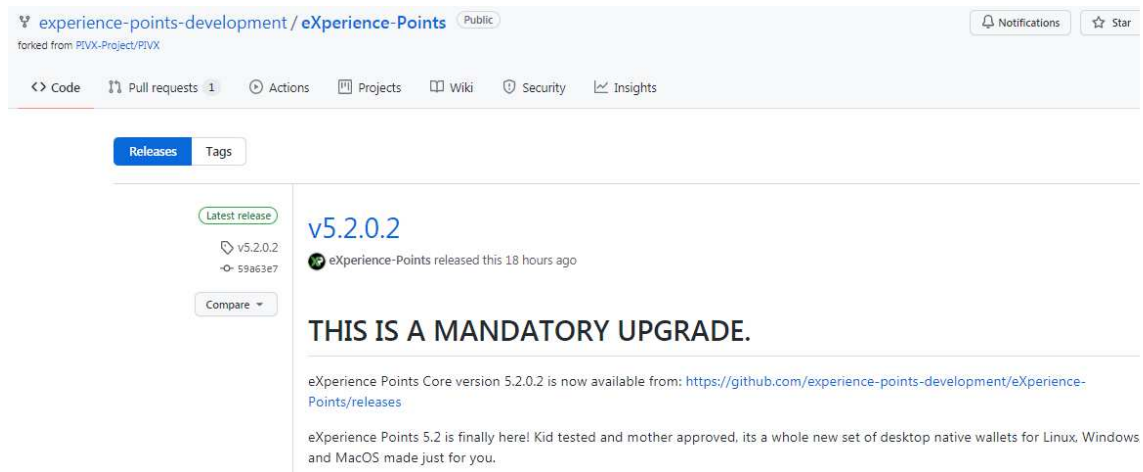 experience-points-development / eXperience-Points Public
Notifications
Star
forked from PIVX-Project/PIVX
Code
Pull requests 1
Actions
Projects
Wiki
Security
Insights
Releases
Tags
Latest release
v5.2.0.2
59a63e7
Compare
v5.2.0.2
XP
eXperience-Points released this 18 hours ago
THIS IS A MANDATORY UPGRADE.
eXperience Points Core version 5.2.0.2 is now available from: https://github.com/experience-points-development/eXperience-
Points/releases
eXperience Points 5.2 is finally here! Kid tested and mother approved, its a whole new set of desktop native wallets for Linux, Windows
and MacOS made just for you.